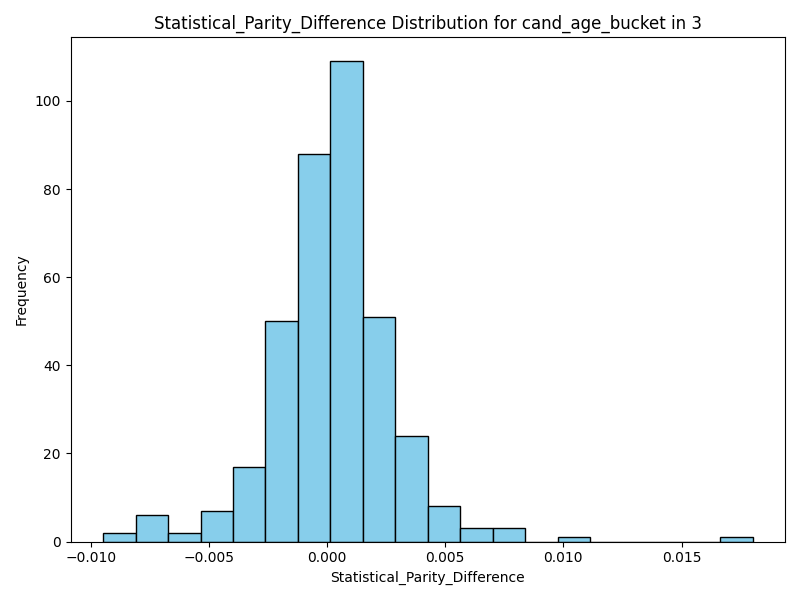 Statistical_Parity_Difference Distribution for cand_age_bucket in 3
Frequency
100
80
60
40
20
0
−0.010 −0.005 0.000 0.005 0.010 0.015
Statistical_Parity_Difference